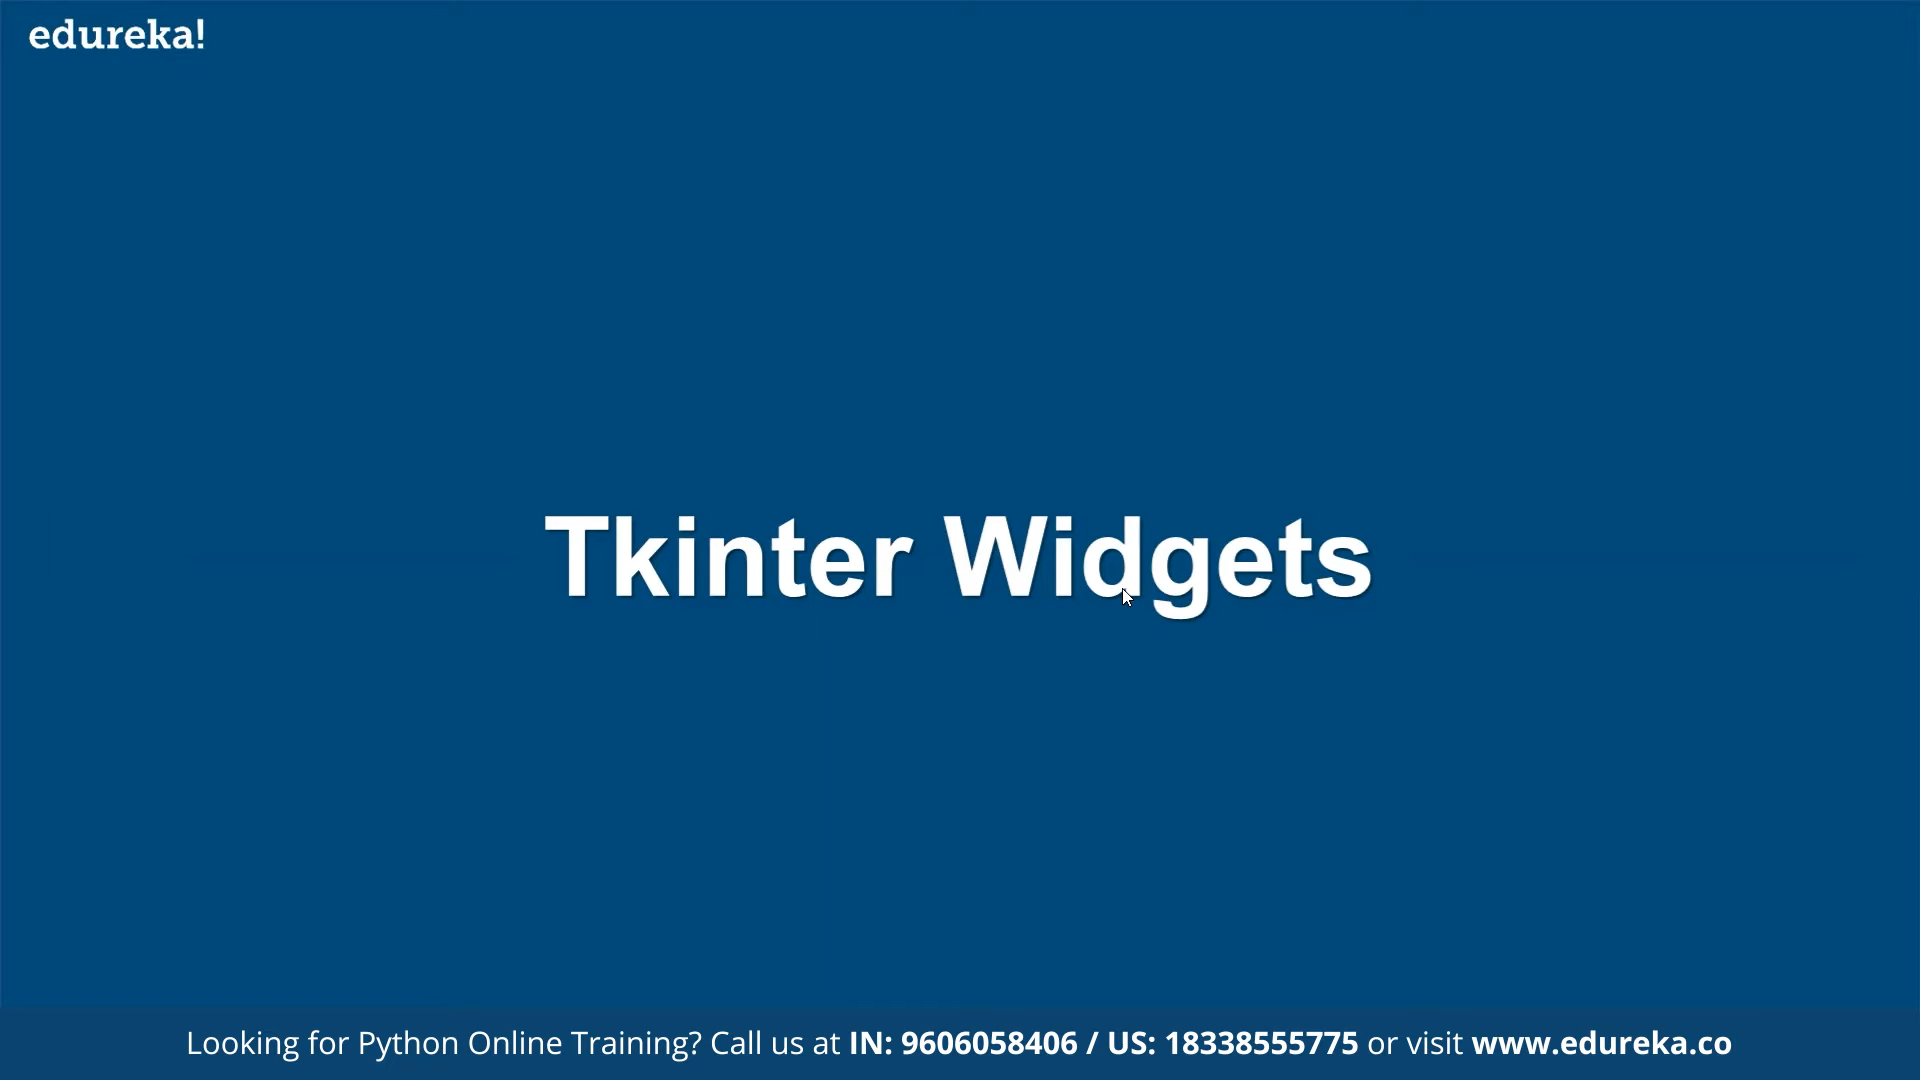 edureka!
Tkinter Widgets
Looking for Python Online Training? Call us at IN: 9606058406 / US: 18338555775 or visit www.edureka.co